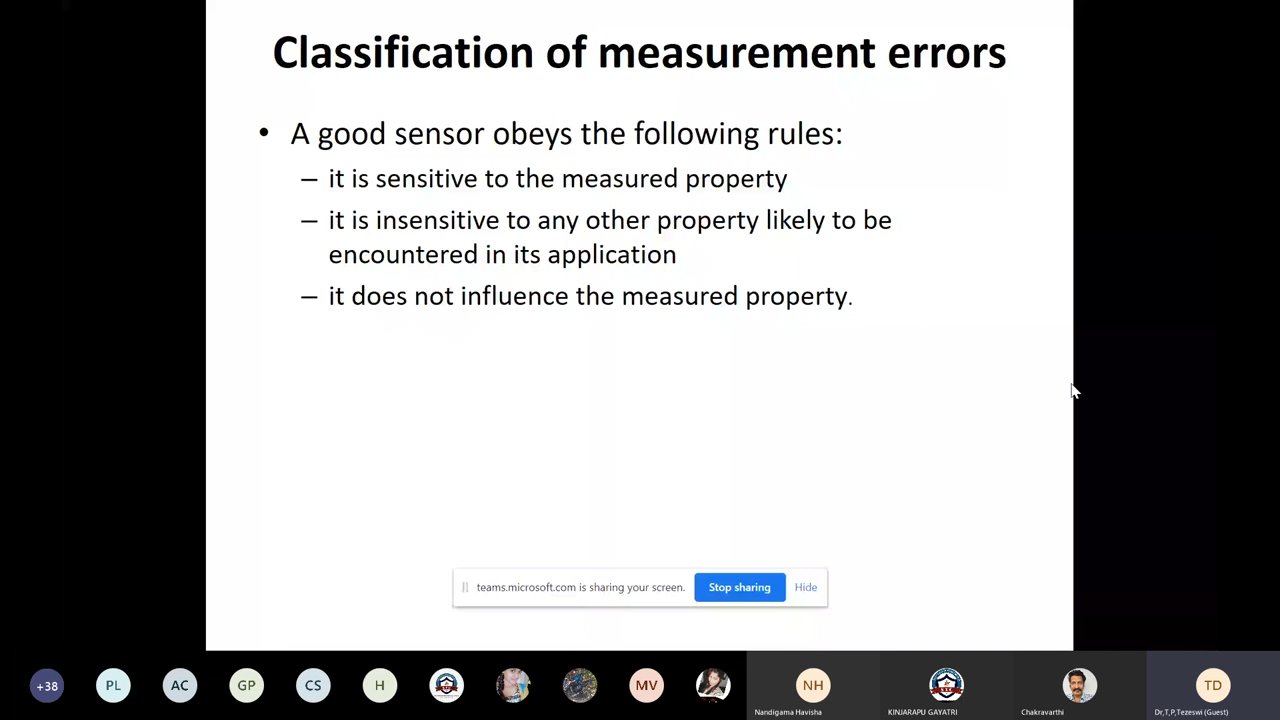 Classification of measurement errors
• A good sensor obeys the following rules:
– it is sensitive to the measured property
– it is insensitive to any other property likely to be
encountered in its application
– it does not influence the measured property.
teams.microsoft.com is sharing your screen. Stop sharing Hide
+38 PL AC GP CS H MV NH TD
Nandigama Havisha KINJARAPU GAYATRI Chakravarthi Dr,T,P,Tezeswi (Guest)